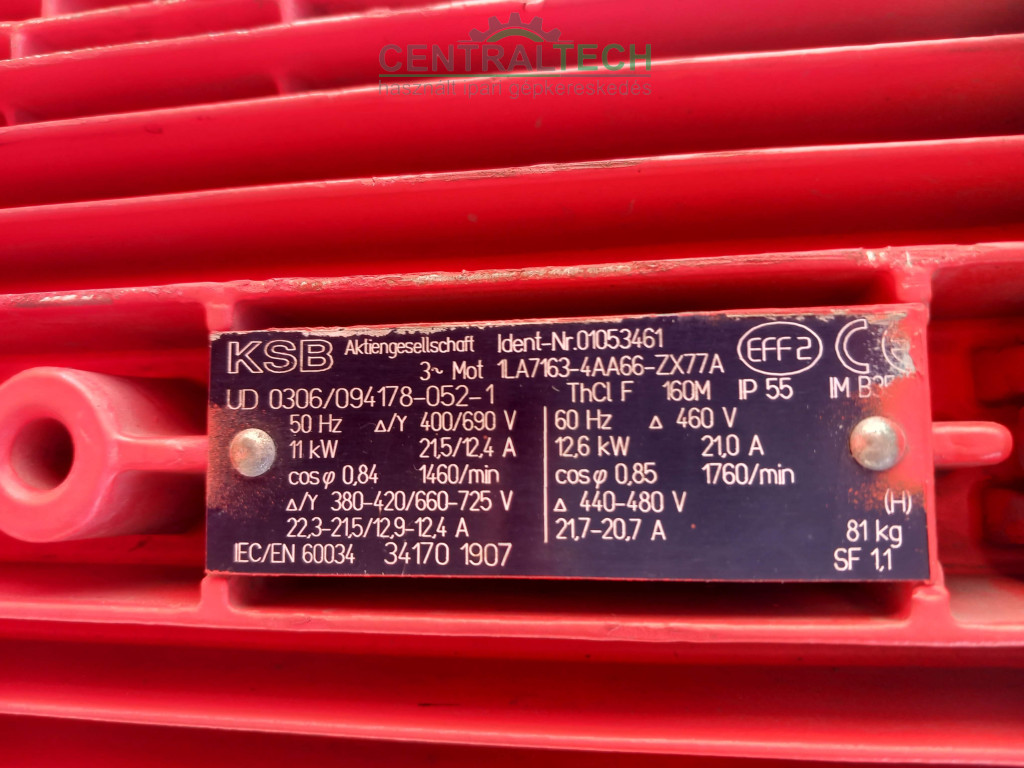 CENTRALTECH
használt ipari gépkereskedés
KSB Aktiengesellschaft Ident-Nr.01053461 EFF2 CE
3~ Mot 1LA7163-4AA66-ZX77A
UD 0306/094178-052-1 ThCl F 160M IP 55 IM
50 Hz Δ/Y 400/690 V 60 Hz Δ 460 V
11 kW 21,5/12,4 A 12,6 kW 21,0 A
cosφ 0,84 1460/min cosφ 0,85 1760/min
Δ/Y 380-420/660-725 V Δ 440-480 V (H)
22,3-21,5/12,9-12,4 A 21,7-20,7 A 81 kg
IEC/EN 60034 34170 1907 SF 1,1